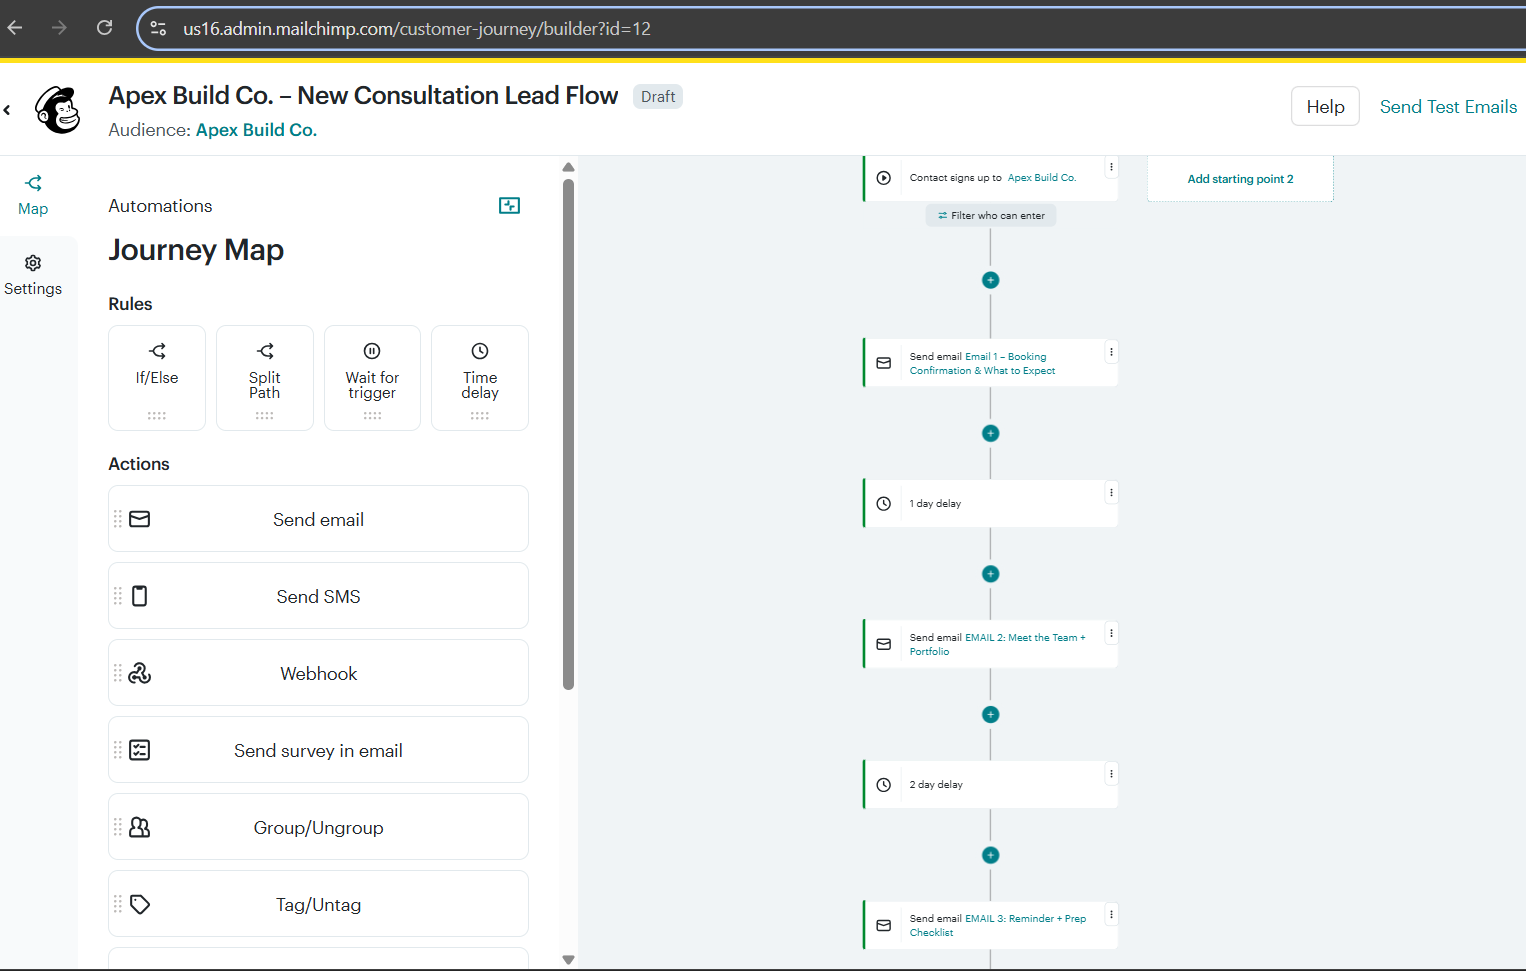 us16.admin.mailchimp.com/customer-journey/builder?id=12
Apex Build Co. – New Consultation Lead Flow
Draft
Audience: Apex Build Co.
Help
Send Test Emails
Map
Settings
Automations
Journey Map
Rules
If/Else
Split
Path
Wait for
trigger
Time
delay
Actions
Send email
Send SMS
Webhook
Send survey in email
Group/Ungroup
Tag/Untag
Contact signs up to Apex Build Co.
Add starting point 2
Filter who can enter
Send email Email 1 – Booking
Confirmation & What to Expect
1 day delay
Send email EMAIL 2: Meet the Team +
Portfolio
2 day delay
Send email EMAIL 3: Reminder + Prep
Checklist